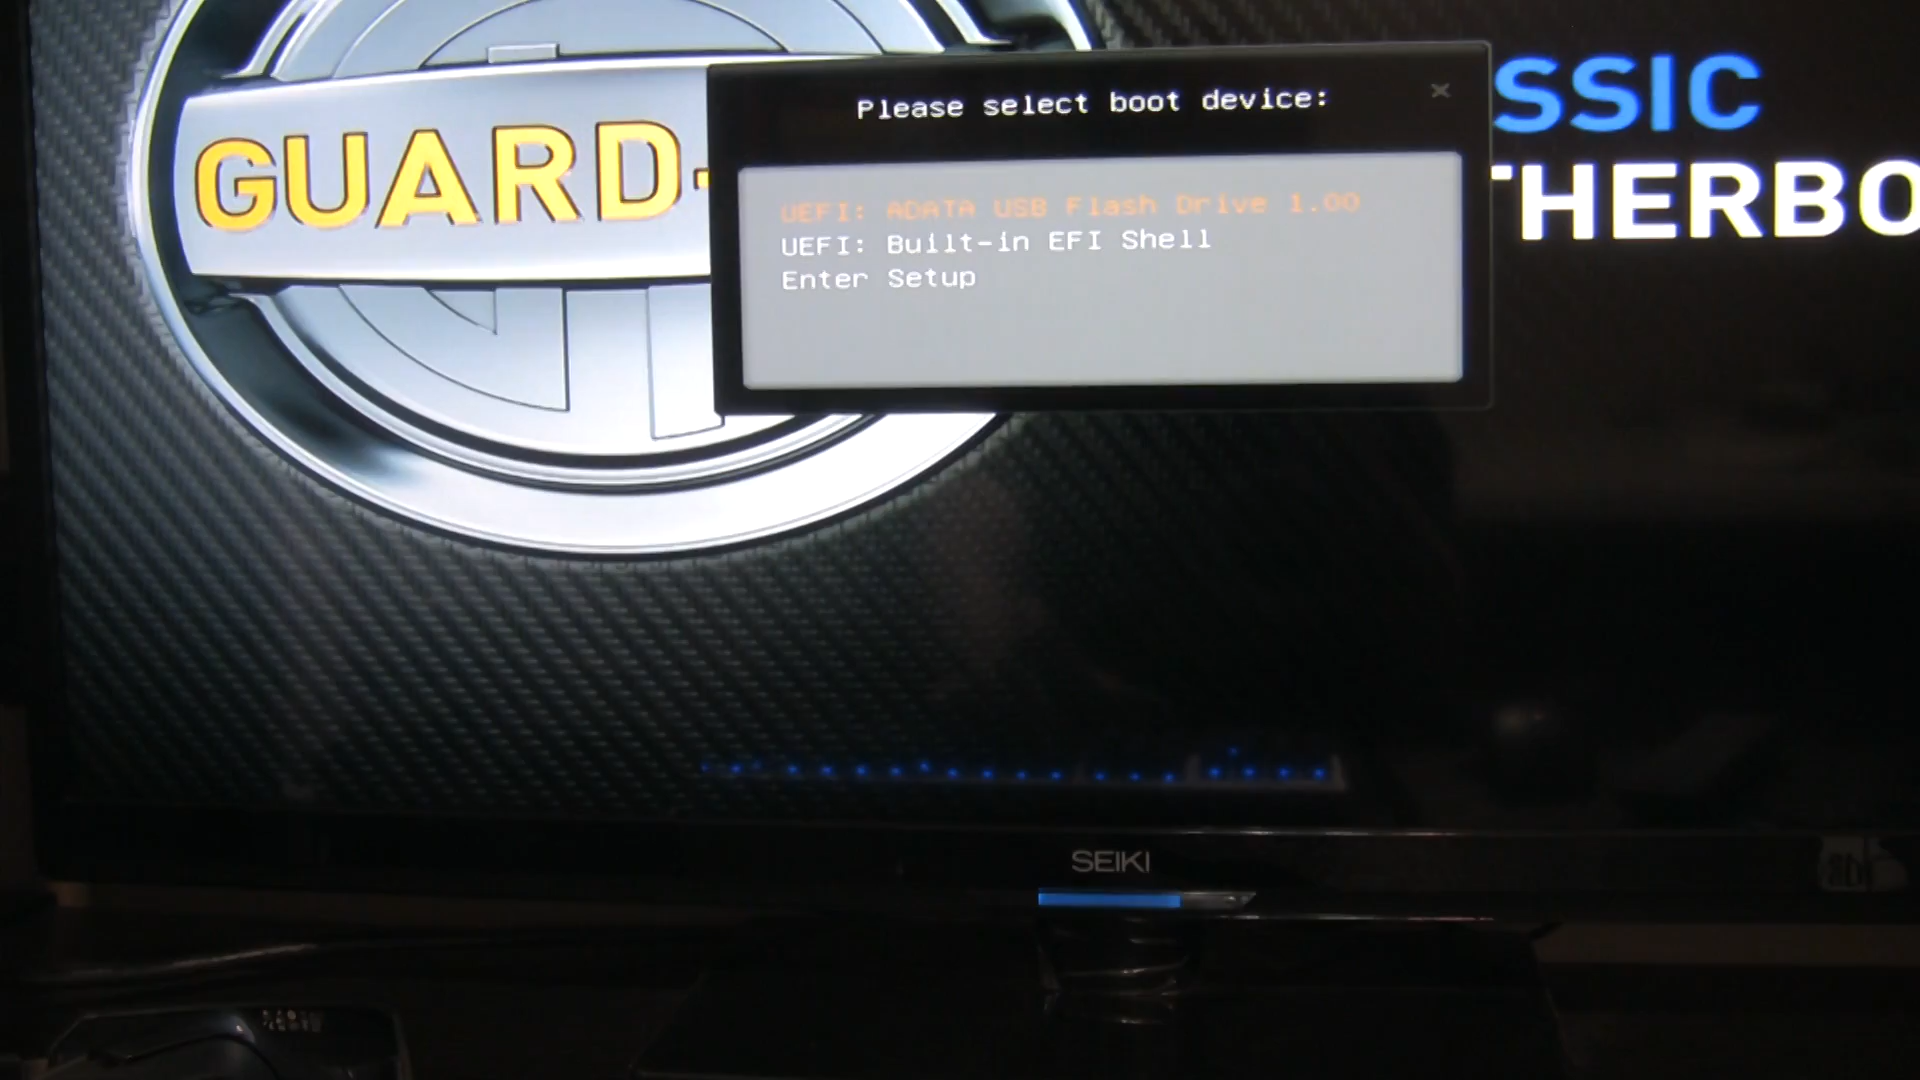 GUARD-
SSIC
THERBO
Please select boot device:
×
UEFI: ADATA USB Flash Drive 1.00
UEFI: Built-in EFI Shell
Enter Setup
SEIKI